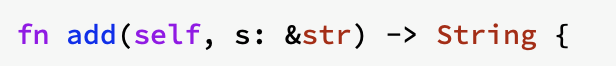 fn add(self, s: &str) -> String {